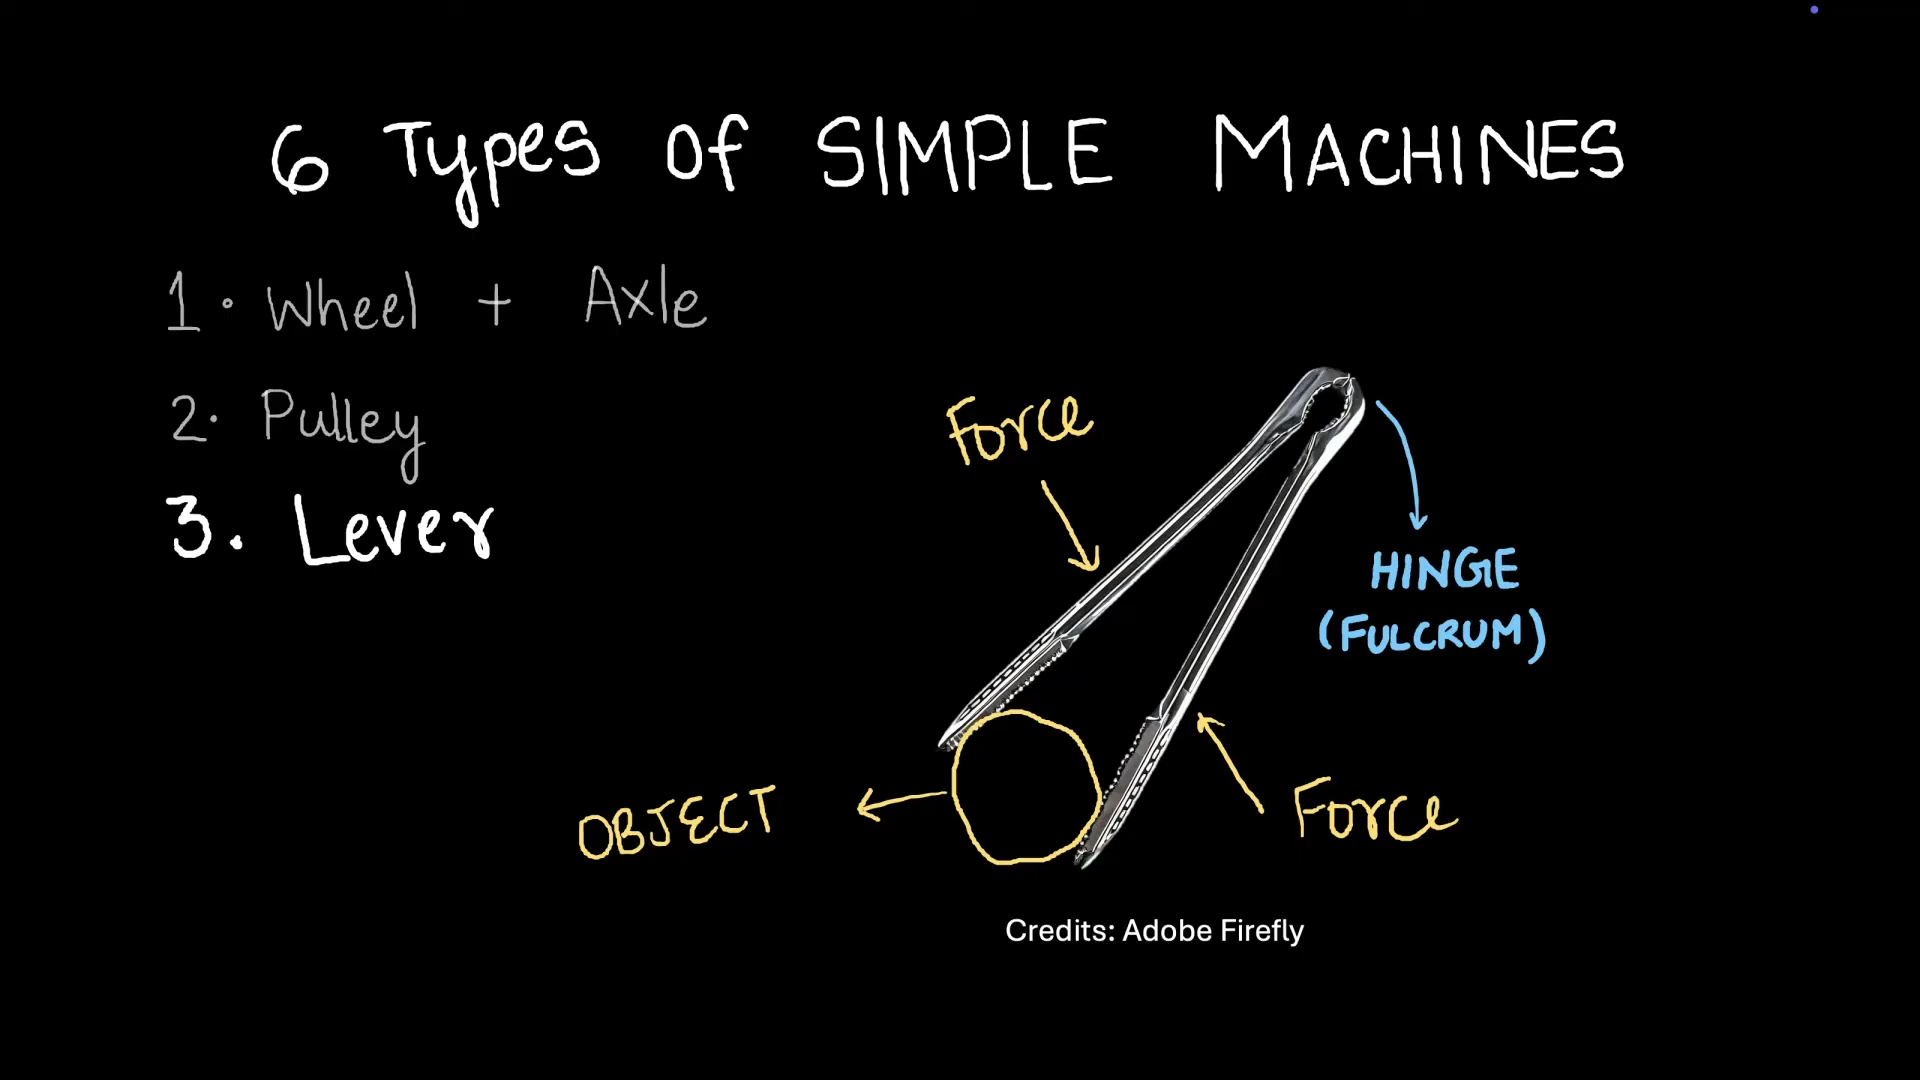 6 Types of SIMPLE MACHINES
1. Wheel + Axle
2. Pulley
3. Lever
Force
HINGE
(FULCRUM)
OBJECT
Force
Credits: Adobe Firefly